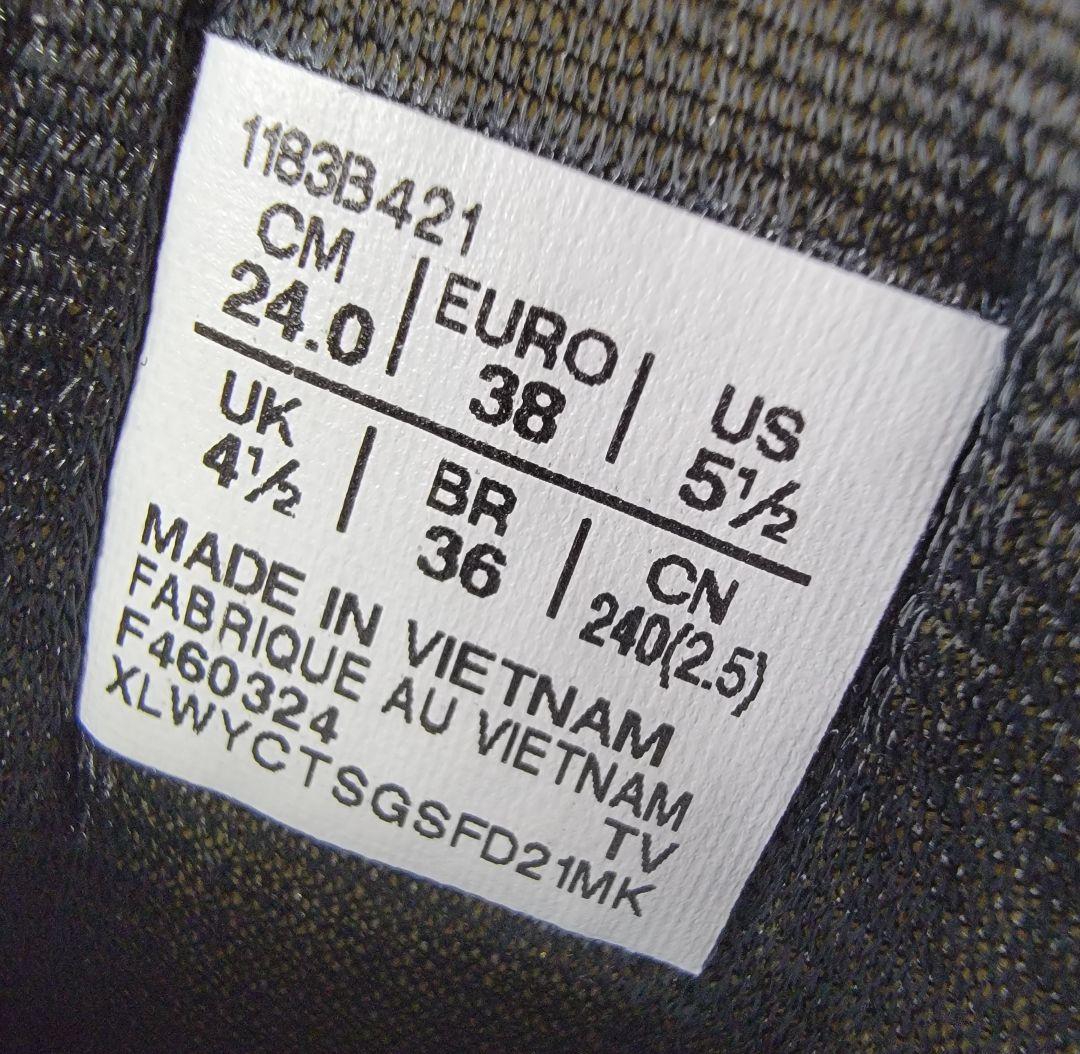 1183B421
CM | EURO | US
24.0 | 38 | 5½
UK | BR | CN
4½ | 36 | 240(2.5)
MADE IN VIETNAM
FABRIQUE AU VIETNAM
F460324 TV
XLWYCTSGSFD21MK